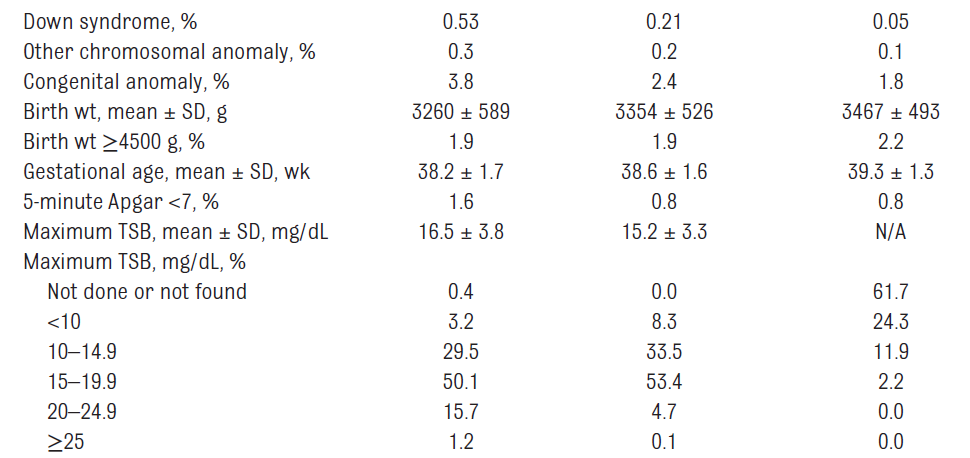 Down syndrome, % 0.53 0.21 0.05
Other chromosomal anomaly, % 0.3 0.2 0.1
Congenital anomaly, % 3.8 2.4 1.8
Birth wt, mean ± SD, g 3260 ± 589 3354 ± 526 3467 ± 493
Birth wt ≥4500 g, % 1.9 1.9 2.2
Gestational age, mean ± SD, wk 38.2 ± 1.7 38.6 ± 1.6 39.3 ± 1.3
5-minute Apgar <7, % 1.6 0.8 0.8
Maximum TSB, mean ± SD, mg/dL 16.5 ± 3.8 15.2 ± 3.3 N/A
Maximum TSB, mg/dL, %
Not done or not found 0.4 0.0 61.7
<10 3.2 8.3 24.3
10–14.9 29.5 33.5 11.9
15–19.9 50.1 53.4 2.2
20–24.9 15.7 4.7 0.0
≥25 1.2 0.1 0.0